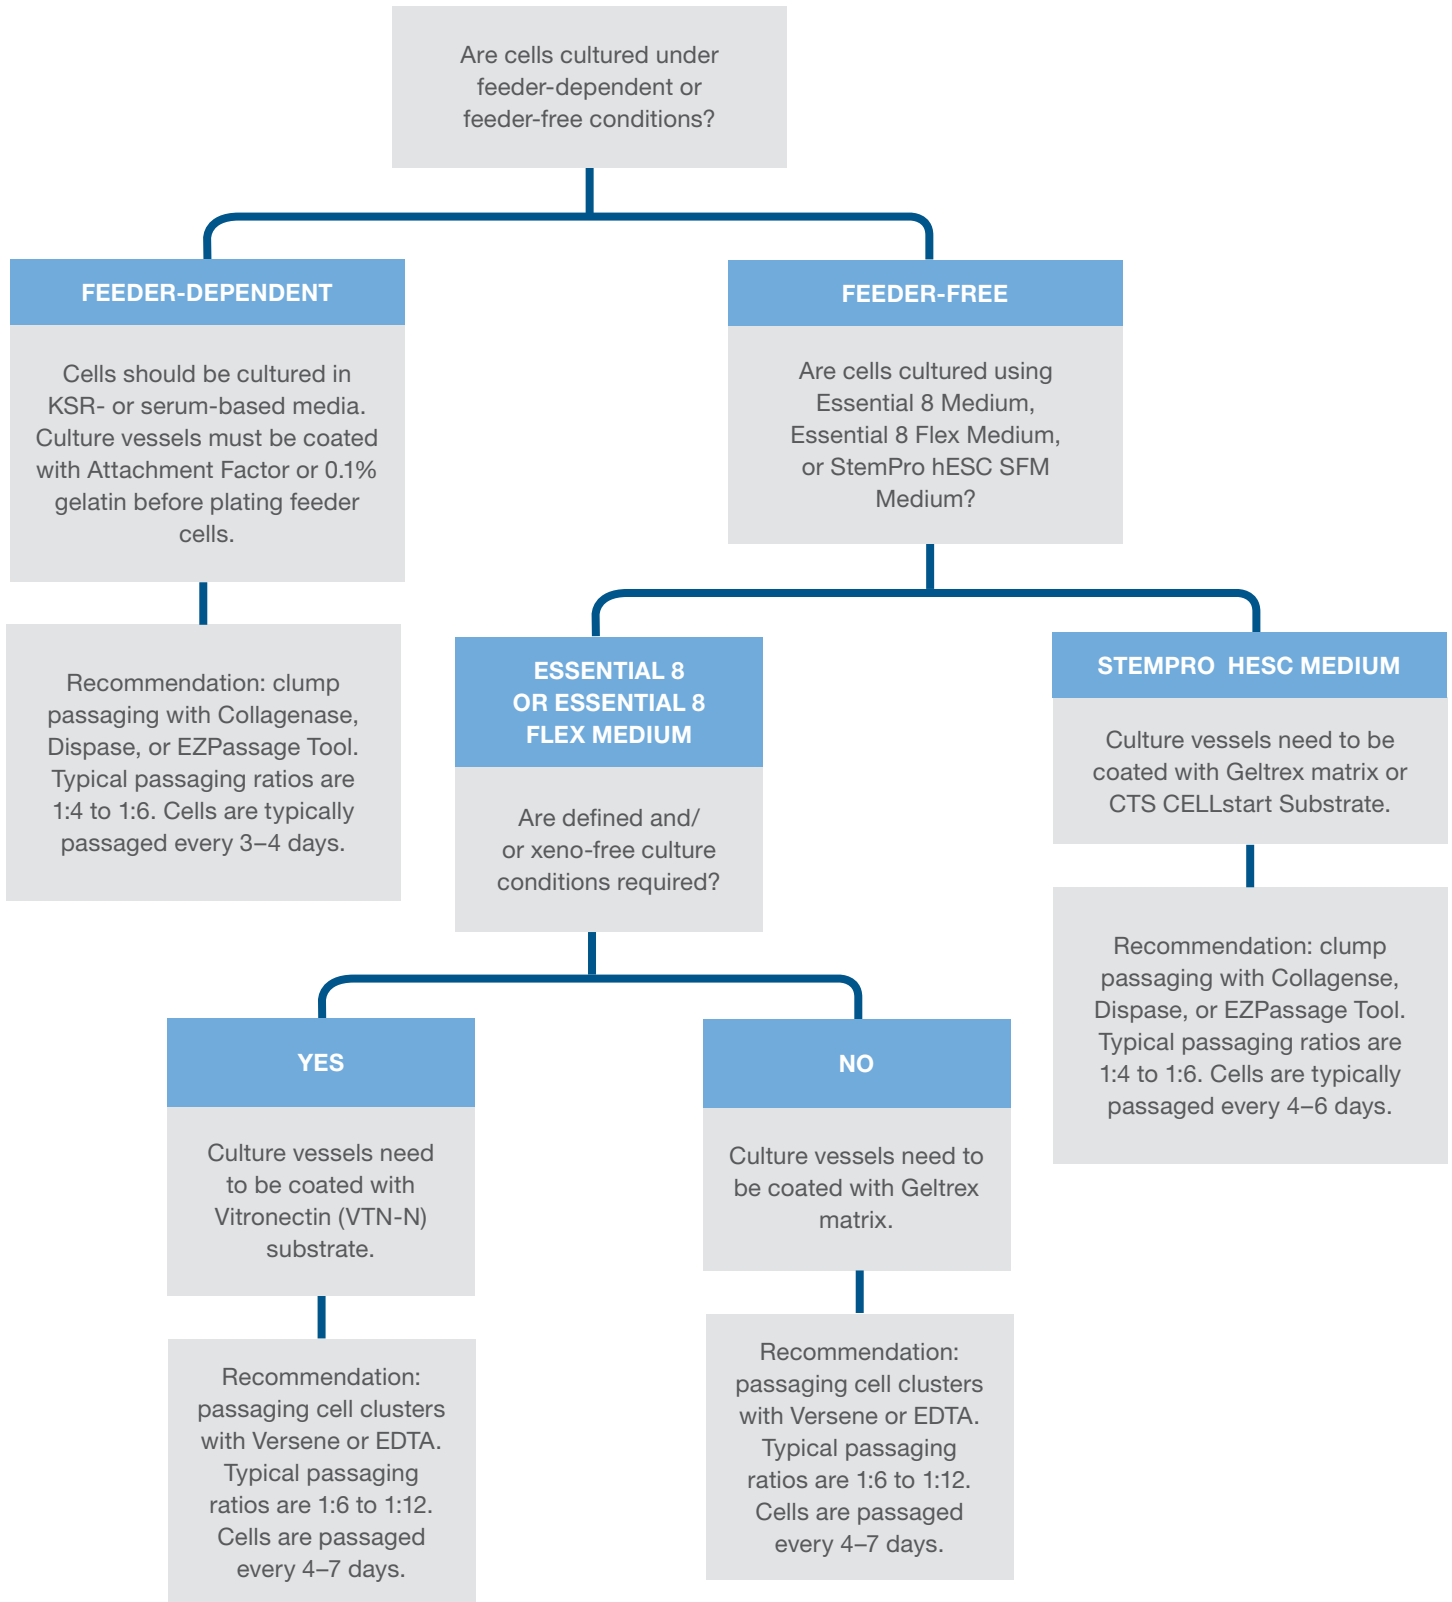 Are cells cultured under
feeder-dependent or
feeder-free conditions?
FEEDER-DEPENDENT
Cells should be cultured in
KSR- or serum-based media.
Culture vessels must be coated
with Attachment Factor or 0.1%
gelatin before plating feeder
cells.
Recommendation: clump
passaging with Collagenase,
Dispase, or EZPassage Tool.
Typical passaging ratios are
1:4 to 1:6. Cells are typically
passaged every 3–4 days.
FEEDER-FREE
Are cells cultured using
Essential 8 Medium,
Essential 8 Flex Medium,
or StemPro hESC SFM
Medium?
ESSENTIAL 8
OR ESSENTIAL 8
FLEX MEDIUM
Are defined and/
or xeno-free culture
conditions required?
YES
Culture vessels need
to be coated with
Vitronectin (VTN-N)
substrate.
Recommendation:
passaging cell clusters
with Versene or EDTA.
Typical passaging
ratios are 1:6 to 1:12.
Cells are passaged
every 4–7 days.
NO
Culture vessels need to
be coated with Geltrex
matrix.
Recommendation:
passaging cell clusters
with Versene or EDTA.
Typical passaging
ratios are 1:6 to 1:12.
Cells are passaged
every 4–7 days.
STEMPRO HESC MEDIUM
Culture vessels need to be
coated with Geltrex matrix or
CTS CELLstart Substrate.
Recommendation: clump
passaging with Collagense,
Dispase, or EZPassage Tool.
Typical passaging ratios are
1:4 to 1:6. Cells are typically
passaged every 4–6 days.